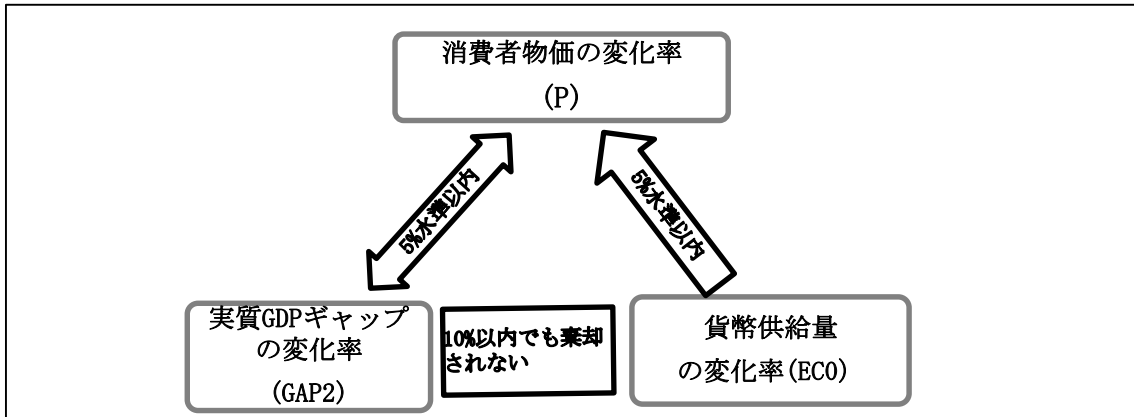 消費者物価の変化率
(P)
5%水準以内
5%水準以内
実質GDPギャップ
の変化率
(GAP2)
10%以内でも棄却
されない
貨幣供給量
の変化率(ECO)